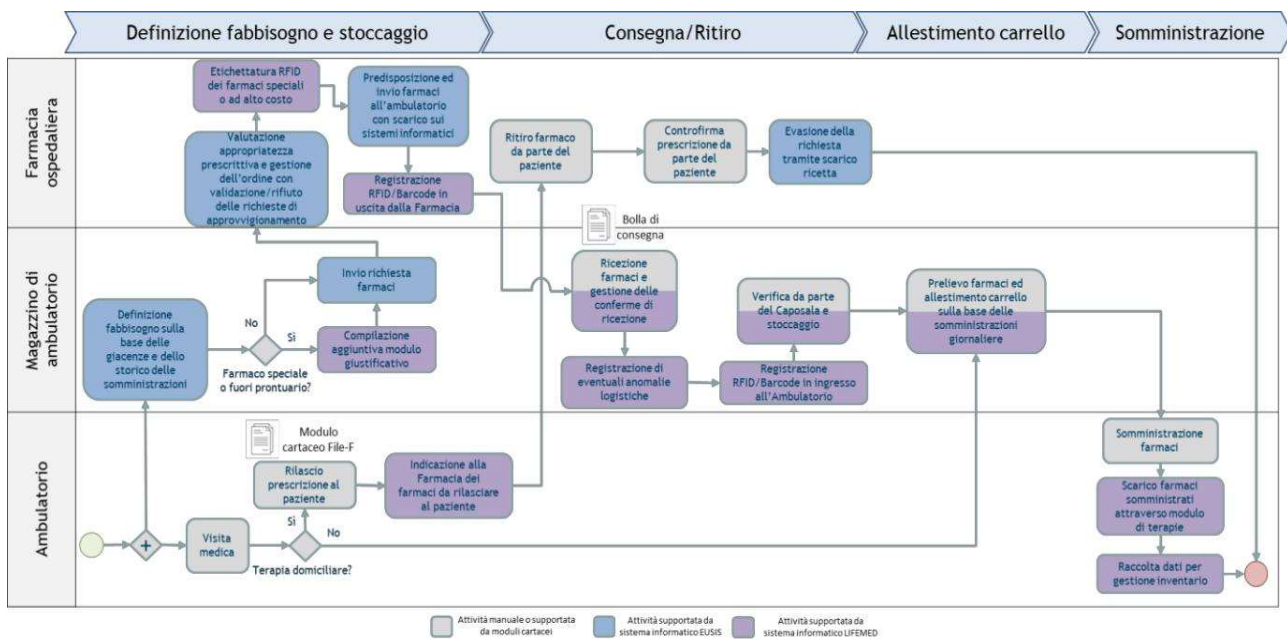 Definizione fabbisogno e stoccaggio
Consegna/Ritiro
Allestimento carrello
Somministrazione
Farmacia
ospedaliera
Etichettatura RFID
dei farmaci speciali
o ad alto costo
Predisposizione ed
invio farmaci
all'ambulatorio
con scarico sui
sistemi informatici
Valutazione
appropriatezza
prescrittiva e gestione
dell'ordine con
validazione/rifiuto
delle richieste di
approvvigionamento
Registrazione
RFID/Barcode in
uscita dalla Farmacia
Ritiro farmaco
da parte del
paziente
Controfirma
prescrizione da
parte del
paziente
Evasione della
richiesta
tramite scarico
ricetta
Magazzino di
ambulatorio
Definizione
fabbisogno sulla
base delle
giacenze e dello
storico delle
somministrazioni
No
Sì
Farmaco speciale
o fuori prontuario?
Invio richiesta
farmaci
Compilazione
aggiuntiva modulo
giustificativo
Bolla di
consegna
Ricezione
farmaci e
gestione delle
conferme di
ricezione
Registrazione di
eventuali anomalie
logistiche
Verifica da parte
del Caposala e
stoccaggio
Registrazione
RFID/Barcode in ingresso
all'Ambulatorio
Prelievo farmaci ed
allestimento carrello
sulla base delle
somministrazioni
giornaliere
Ambulatorio
Visita
medica
Modulo
cartaceo File-F
Rilascio
prescrizione al
paziente
Sì
No
Terapia domiciliare?
Indicazione alla
Farmacia dei
farmaci da rilasciare
al paziente
Somministrazione
farmaci
Scarico farmaci
somministrati
attraverso modulo
di terapie
Raccolta dati per
gestione inventario
Attività manuale o supportata
da moduli cartacei
Attività supportata da
sistema informatico EUSIS
Attività supportata da
sistema informatico LIFEMED